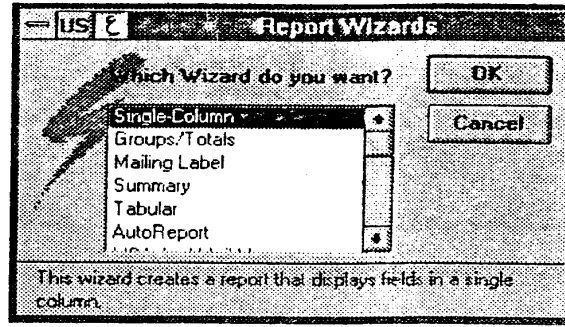 US ع Report Wizards
Which Wizard do you want?
OK
Single-Column
Cancel
Groups/Totals
Mailing Label
Summary
Tabular
AutoReport
This wizard creates a report that displays fields in a single
column.